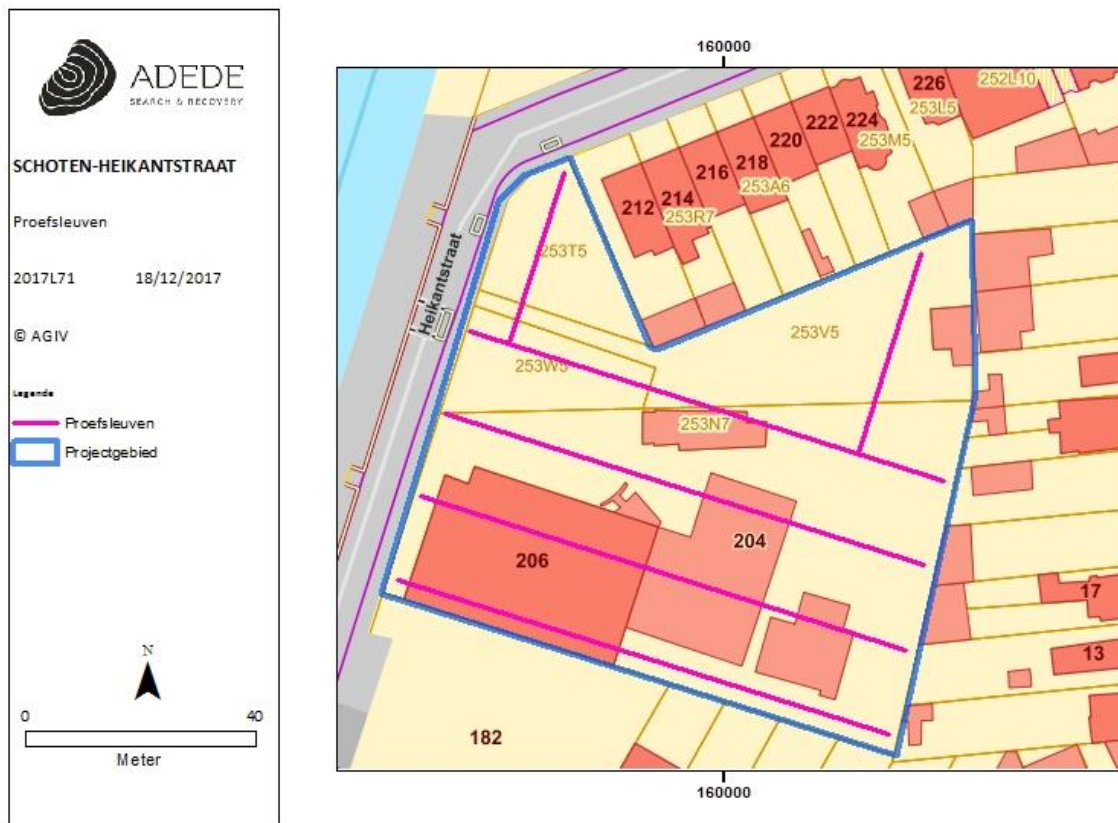 ADEDE
SEARCH & RECOVERY
SCHOTEN-HEIKANTSTRAAT
Proefsleuven
2017L71 18/12/2017
© AGIV
Legende
Proefsleuven
Projectgebied
N
0 40
Meter
160000
226
252L10
253L5
224
222
253M5
220
218
216
253A6
214
212
253R7
253T5
Heikantstraat
253V5
253W5
253N7
204
206
17
13
182
160000